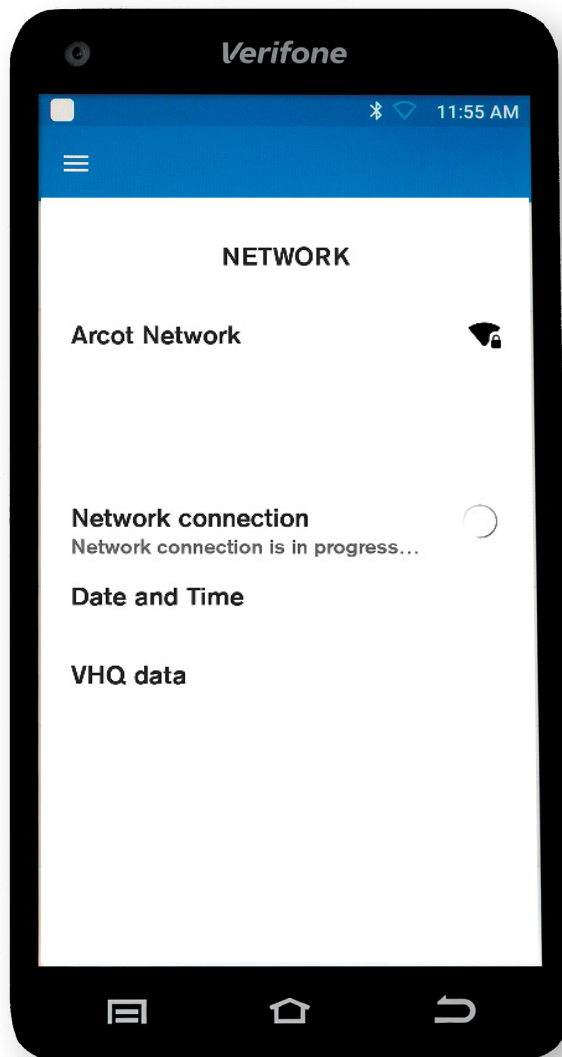 Verifone
11:55 AM
NETWORK
Arcot Network
Network connection
Network connection is in progress...
Date and Time
VHQ data